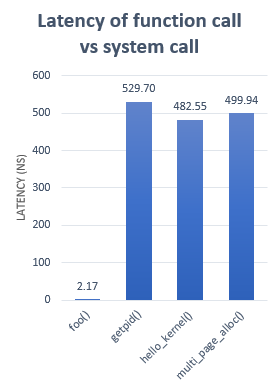 Latency of function call
vs system call
600
529.70
499.94
500
482.55
400
300
200
100
2.17
0
LATENCY (NS)
foo()
getpid()
hello_kernel()
multi_page_alloc()